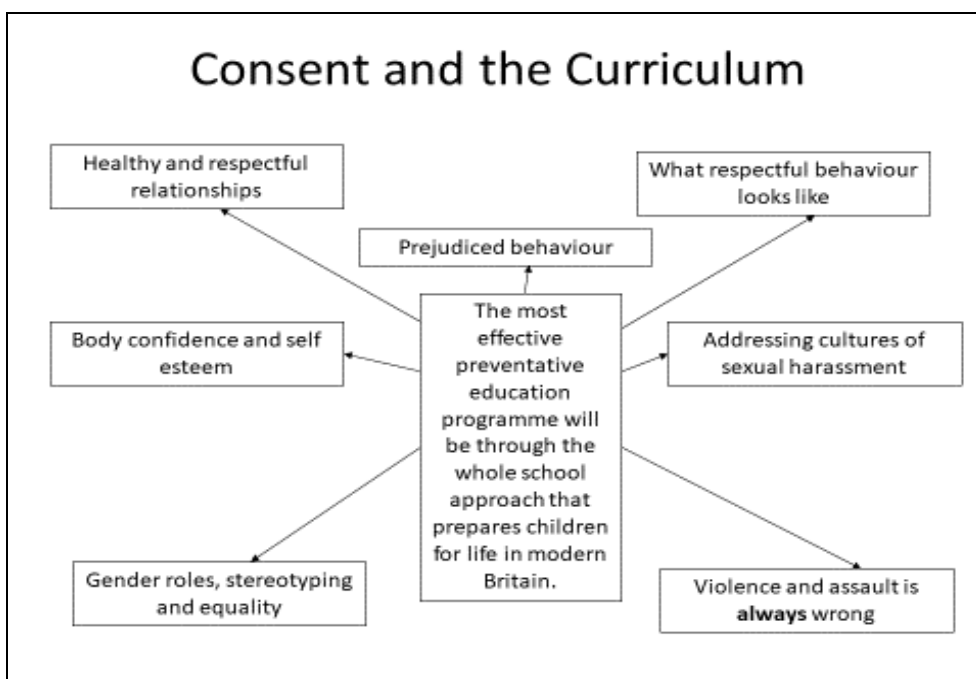 Consent and the Curriculum
Healthy and respectful
relationships
What respectful behaviour
looks like
Prejudiced behaviour
Body confidence and self
esteem
The most
effective
preventative
education
programme will
be through the
whole school
approach that
prepares children
for life in modern
Britain.
Addressing cultures of
sexual harassment
Gender roles, stereotyping
and equality
Violence and assault is
always wrong